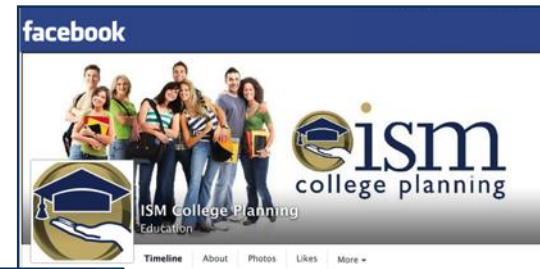 facebook
ism
college planning
ISM College Planning
Education
Timeline About Photos Likes More